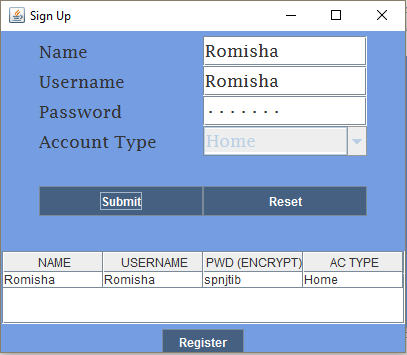 Sign Up
Name Romisha
Username Romisha
Password ·······
Account Type Home
Submit Reset
NAME USERNAME PWD (ENCRYPT) AC TYPE
Romisha Romisha spnjtib Home
Register